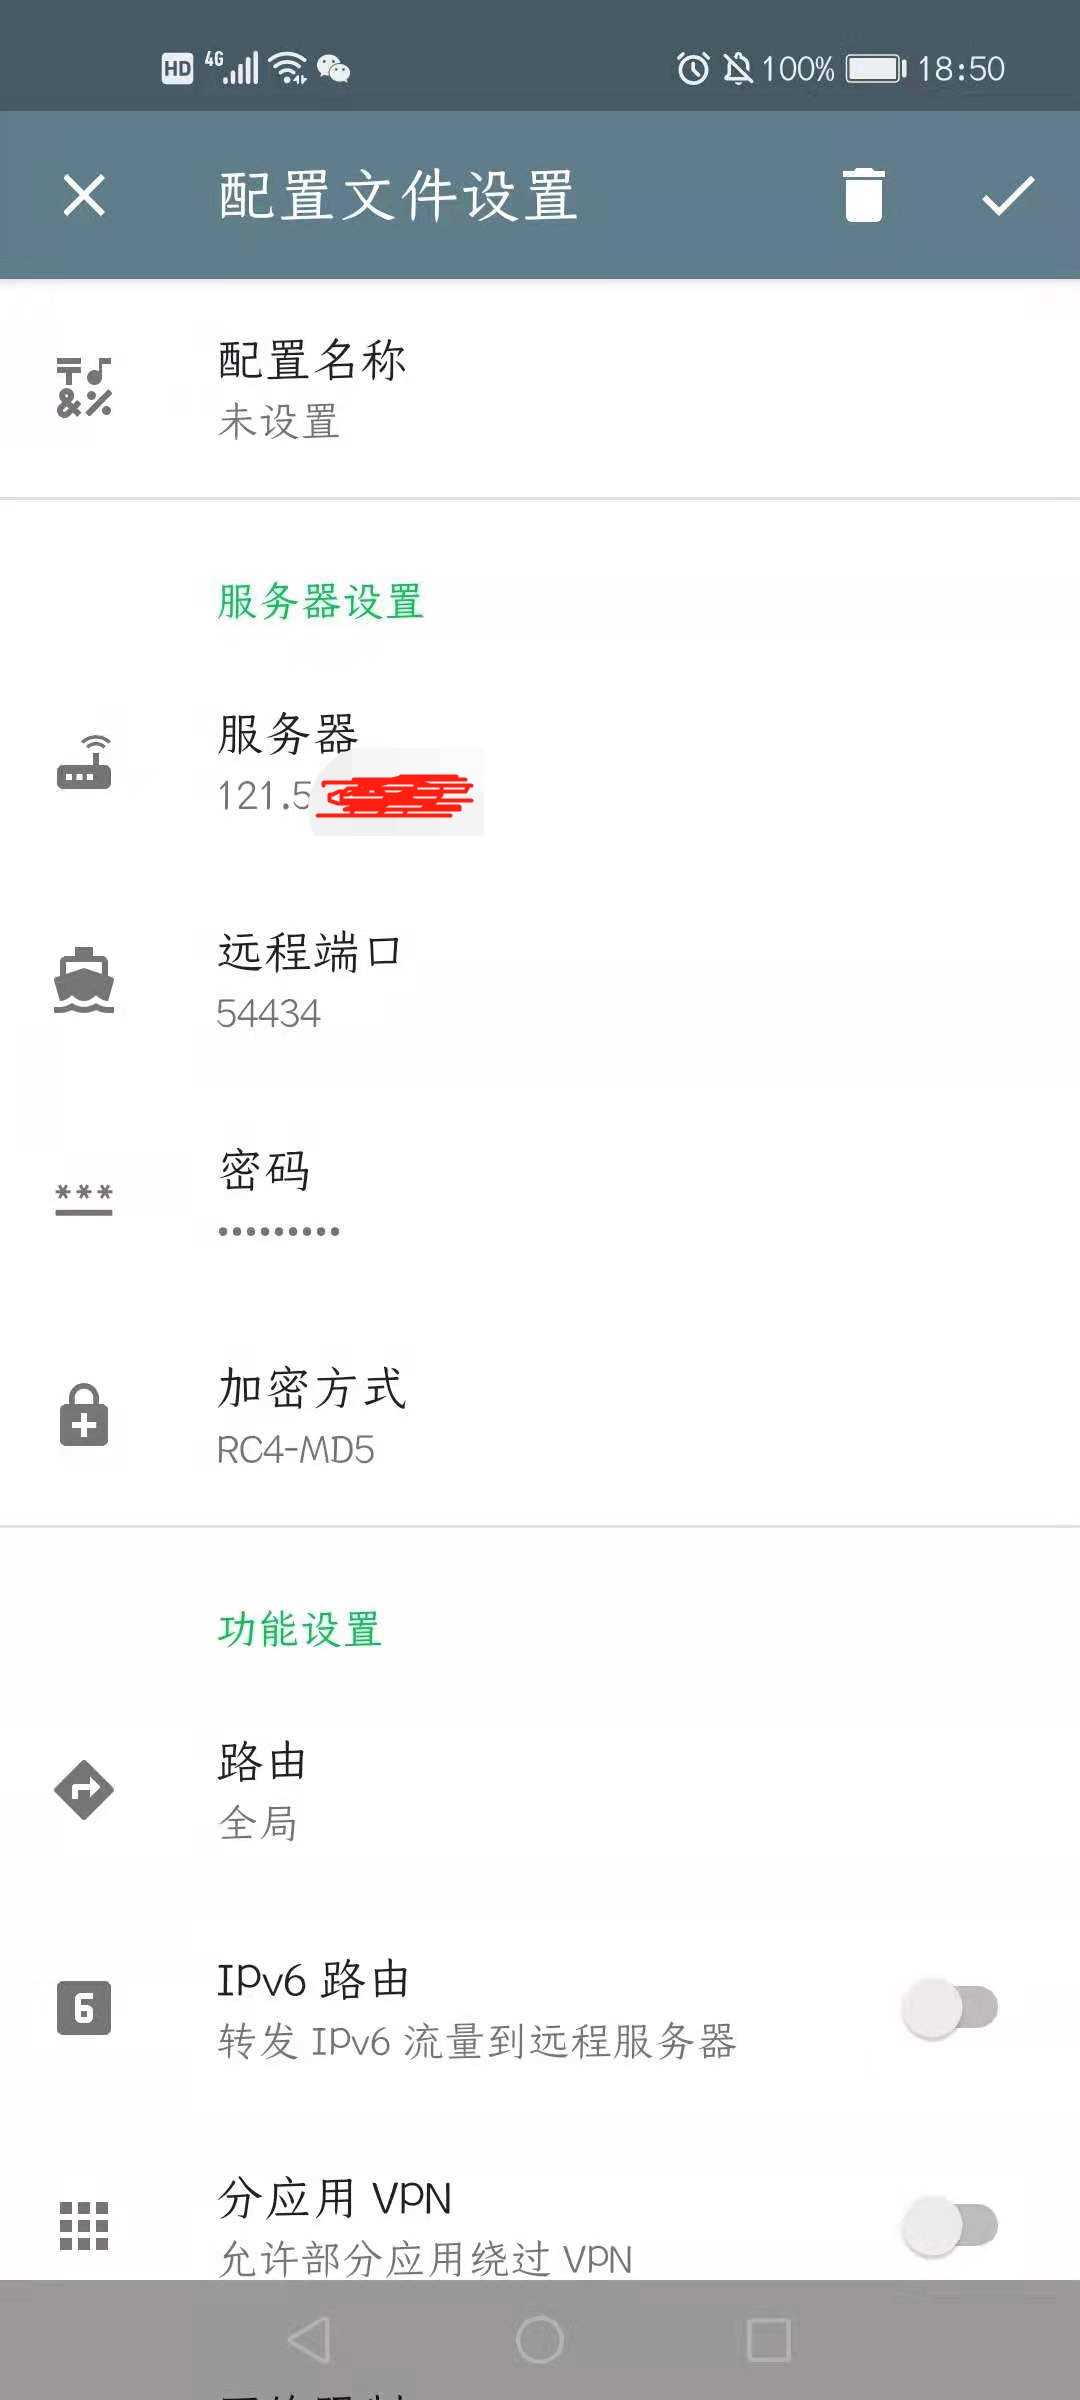 HD 4G 100% 18:50
配置文件设置
配置名称
未设置
服务器设置
服务器
121.5
远程端口
54434
密码
•••••••••
加密方式
RC4-MD5
功能设置
路由
全局
IPv6 路由
转发 IPv6 流量到远程服务器
分应用 VPN
允许部分应用绕过 VPN